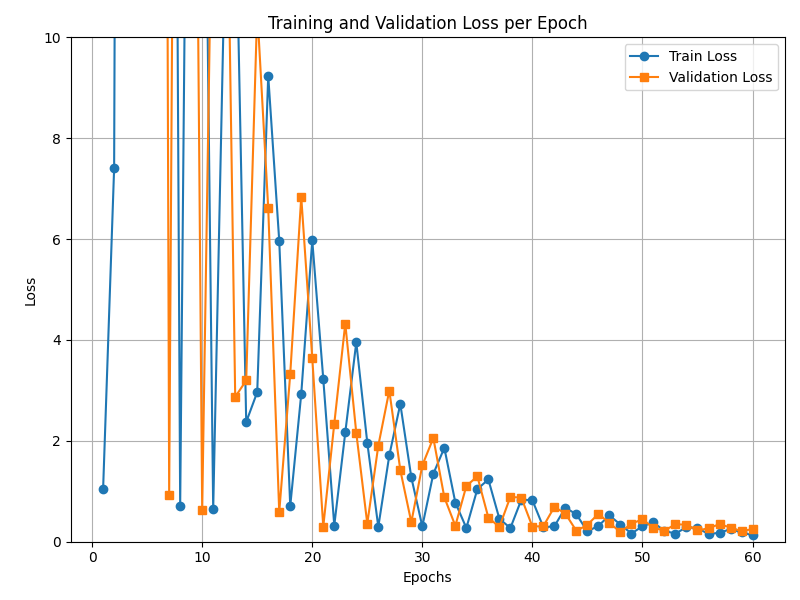 Training and Validation Loss per Epoch
Train Loss
Validation Loss
Loss
10
8
6
4
2
0
0 10 20 30 40 50 60
Epochs